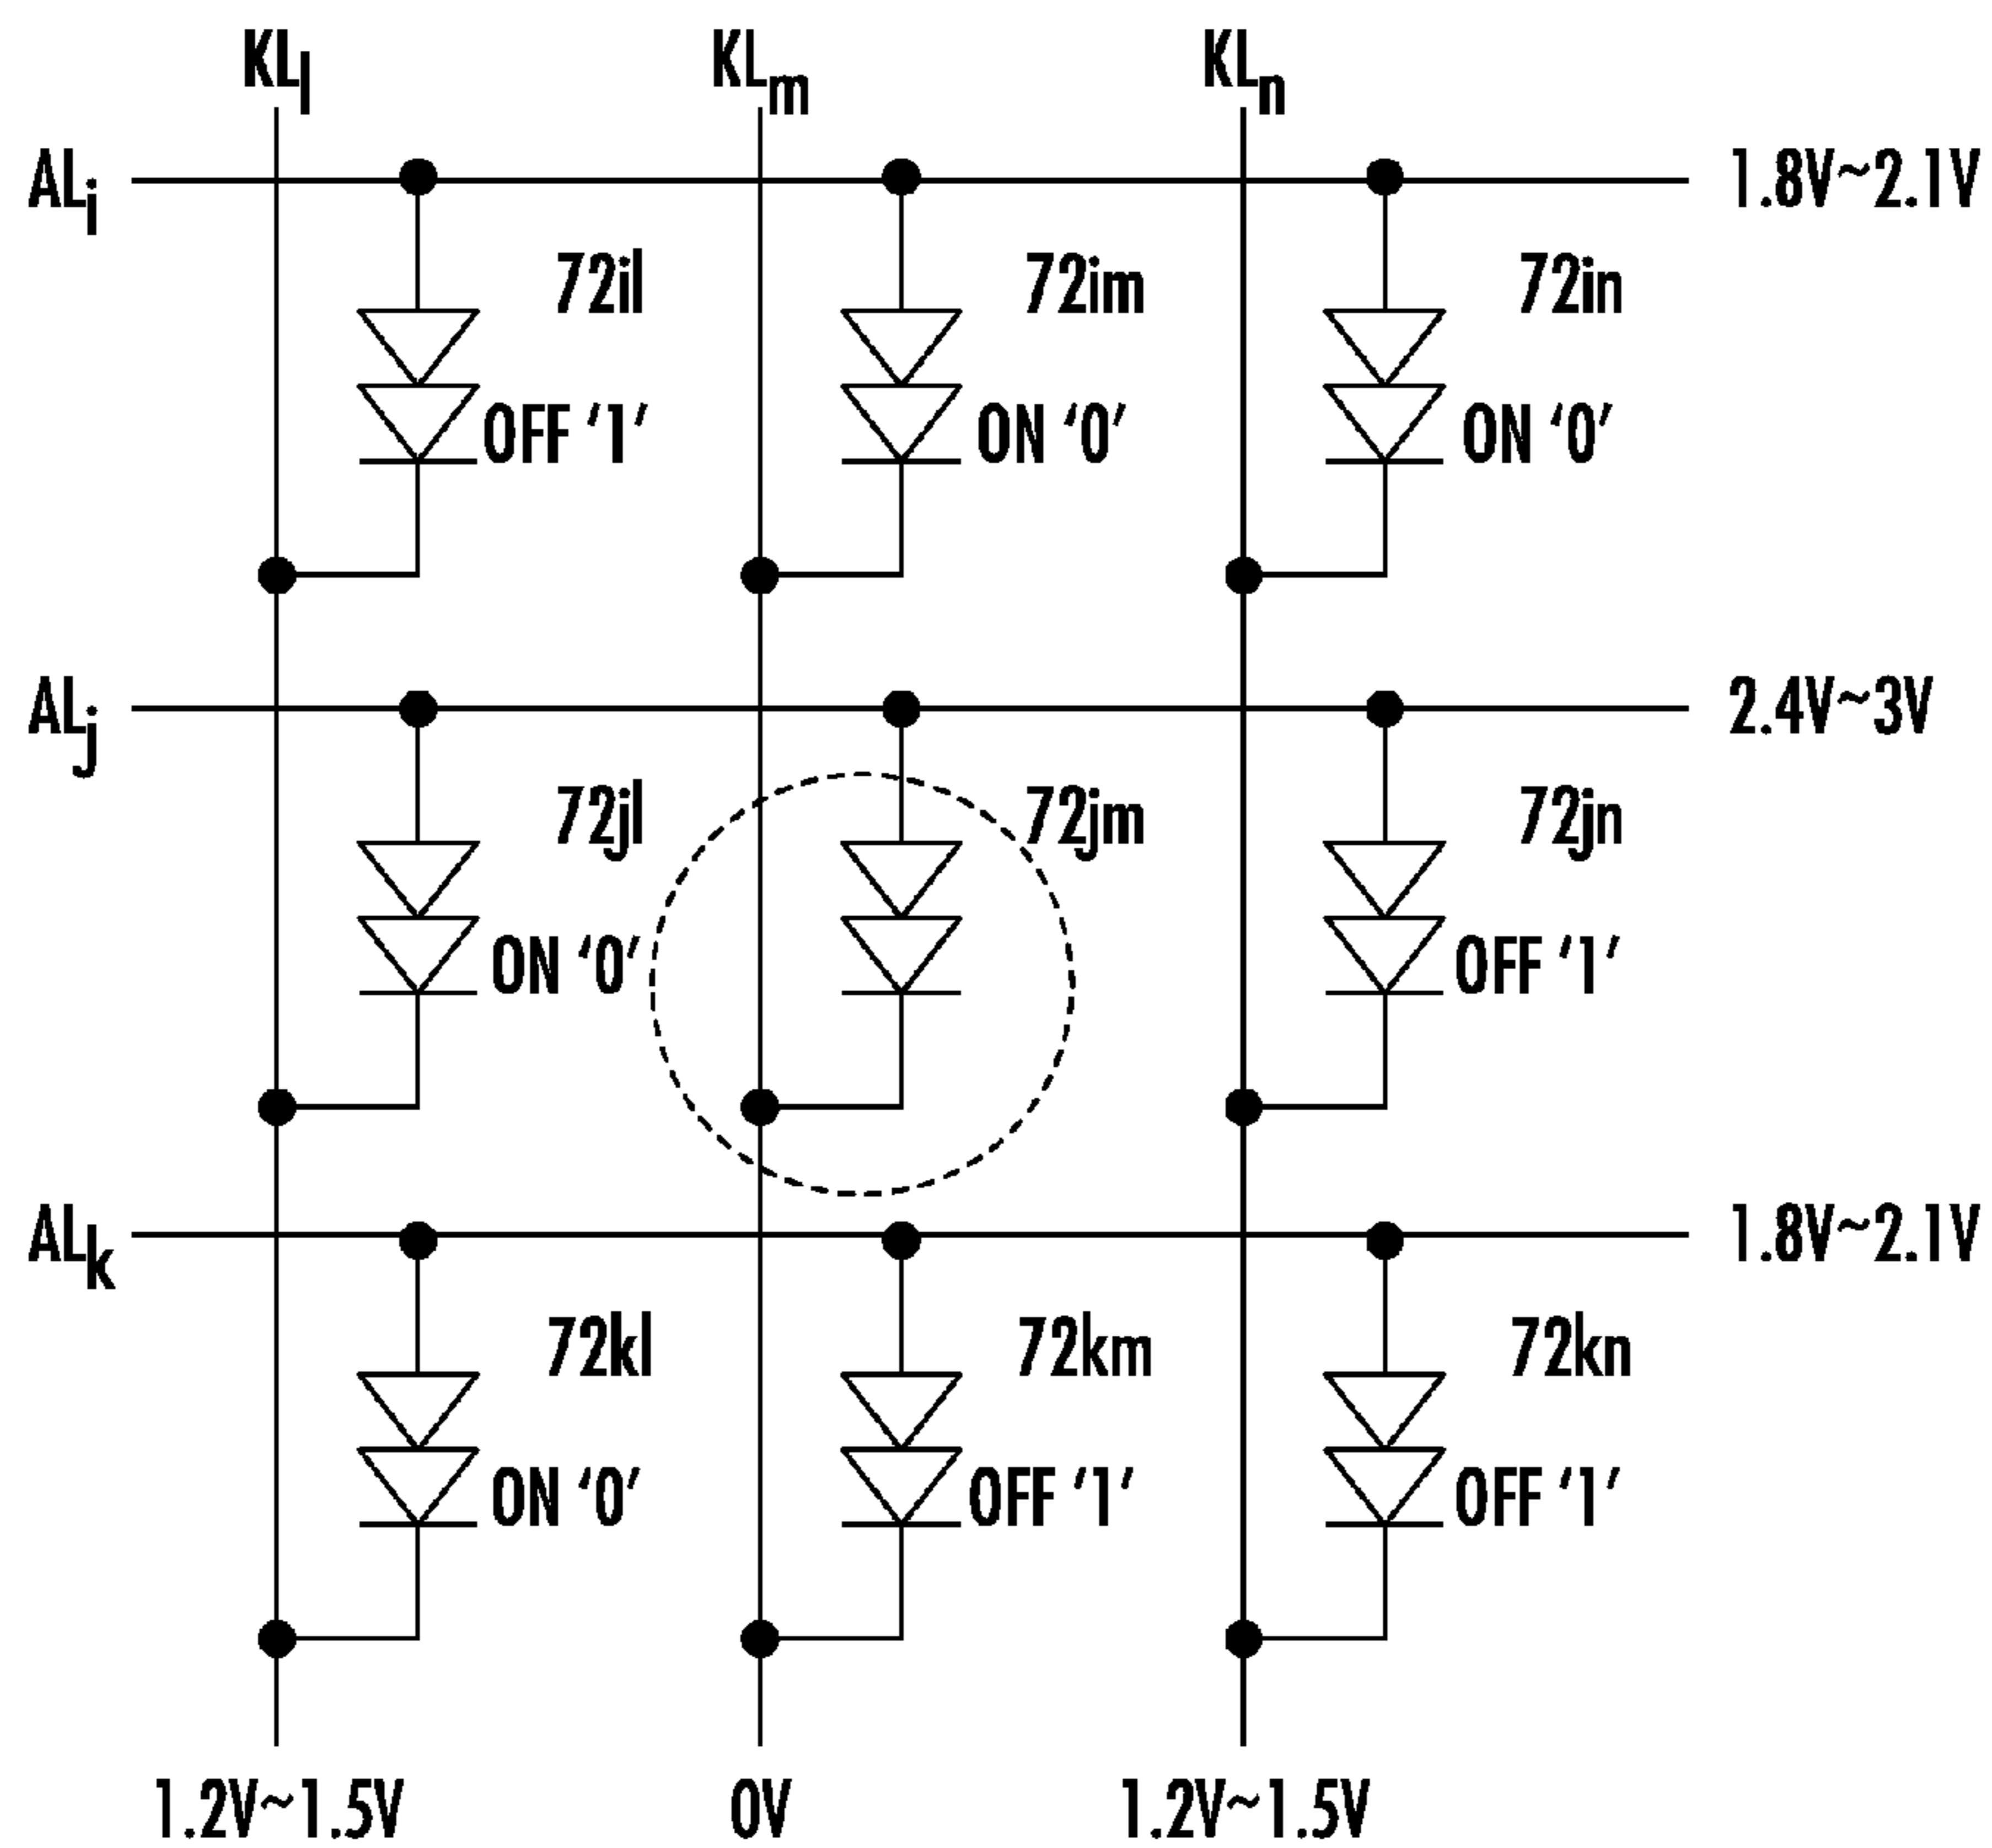 KLl KLm KLn
ALi 1.8V~2.1V
72il 72im 72in
OFF '1' ON '0' ON '0'
ALj 2.4V~3V
72jl 72jm 72jn
ON '0' OFF '1'
ALk 1.8V~2.1V
72kl 72km 72kn
ON '0' OFF '1' OFF '1'
1.2V~1.5V 0V 1.2V~1.5V